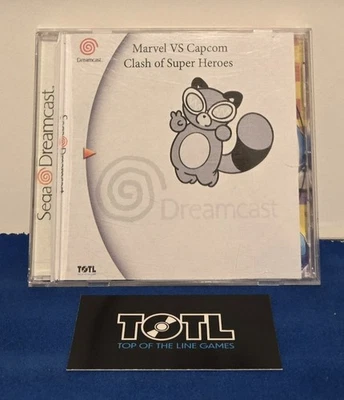 Marvel VS Capcom
Clash of Super Heroes
Dreamcast.
Sega Dreamcast.
Dreamcast
TOTL
TOTL
TOP OF THE LINE GAMES